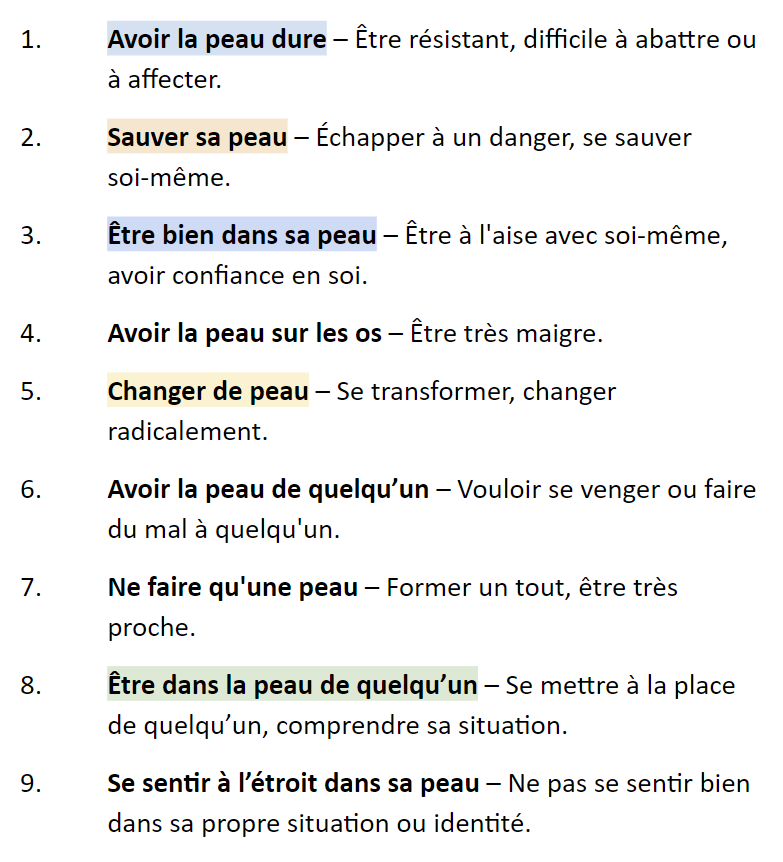 1. Avoir la peau dure – Être résistant, difficile à abattre ou
à affecter.
2. Sauver sa peau – Échapper à un danger, se sauver
soi-même.
3. Être bien dans sa peau – Être à l'aise avec soi-même,
avoir confiance en soi.
4. Avoir la peau sur les os – Être très maigre.
5. Changer de peau – Se transformer, changer
radicalement.
6. Avoir la peau de quelqu’un – Vouloir se venger ou faire
du mal à quelqu'un.
7. Ne faire qu'une peau – Former un tout, être très
proche.
8. Être dans la peau de quelqu’un – Se mettre à la place
de quelqu’un, comprendre sa situation.
9. Se sentir à l’étroit dans sa peau – Ne pas se sentir bien
dans sa propre situation ou identité.